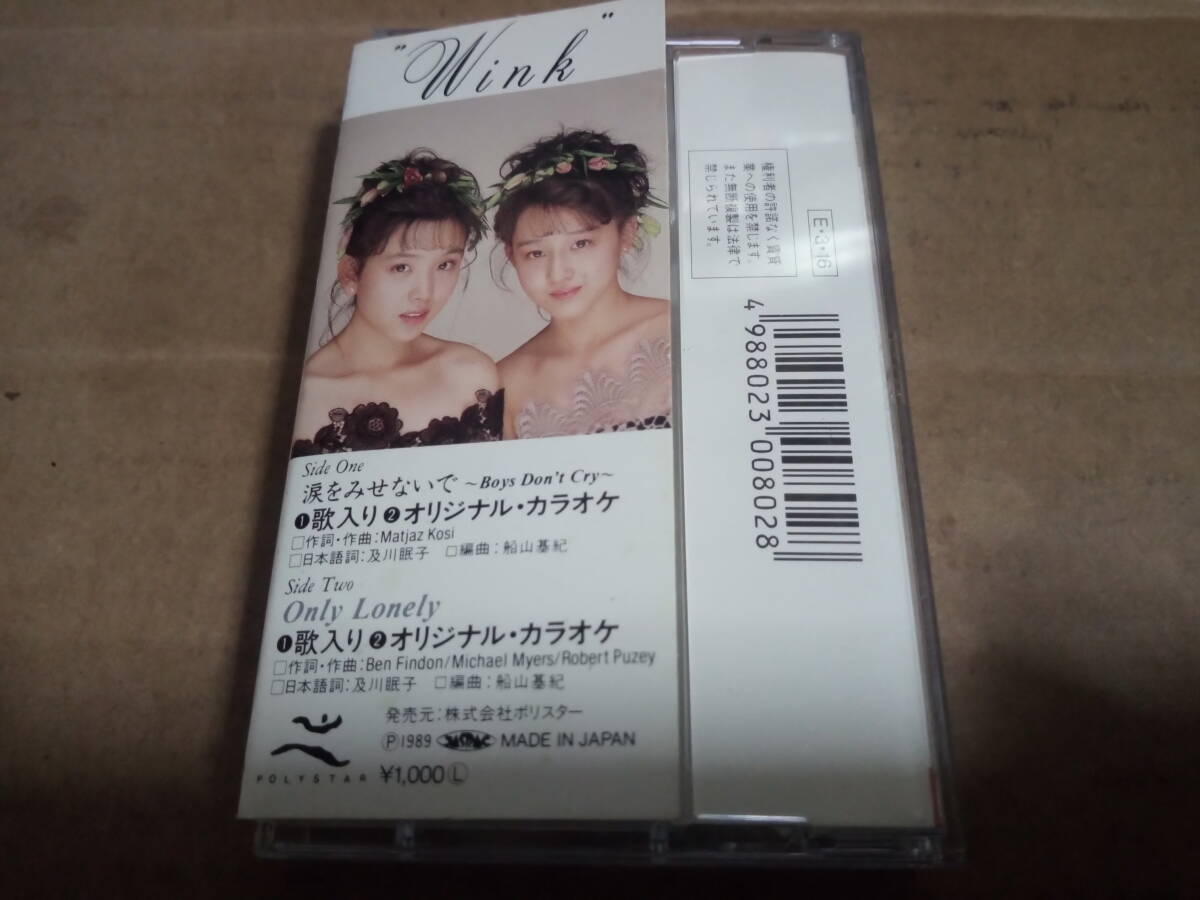 "Wink"
Side One
涙をみせないで ～Boys Don't Cry～
❶歌入り❷オリジナル・カラオケ
□作詞・作曲:Matjaz Kosi
□日本語詞:及川眠子 □編曲:船山基紀
Side Two
Only Lonely
❶歌入り❷オリジナル・カラオケ
□作詞・作曲:Ben Findon/Michael Myers/Robert Puzey
□日本語詞:及川眠子 □編曲:船山基紀
発売元:株式会社ポリスター
Ⓟ1989 MADE IN JAPAN
POLYSTAR ¥1,000Ⓛ
権利者の許諾なく賃貸
業への使用を禁じます。
また無断複製は法律で
禁じられています。
E・3・16
4 988023 008028